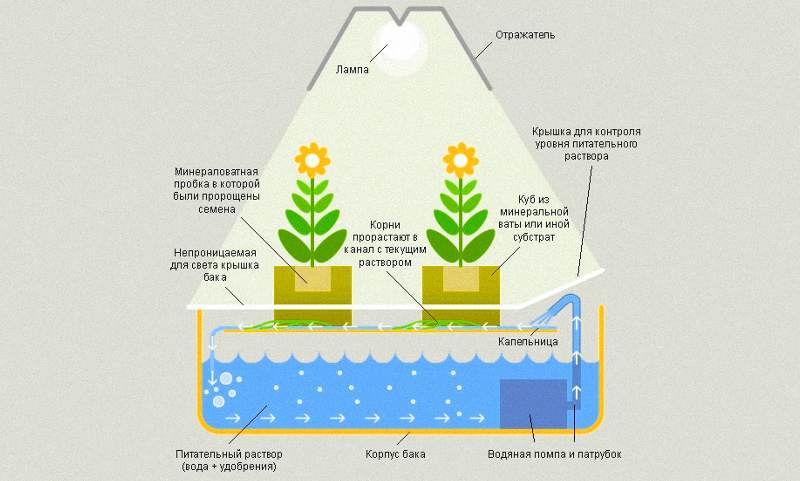 Отражатель
Лампа
Крышка для контроля
уровня питательного
раствора
Минераловатная
пробка в которой
были пророщены
семена
Куб из
минеральной
ваты или иной
субстрат
Корни
прорастают в
канал с текущим
раствором
Непроницаемая
для света крышка
бака
Капельница
Питательный раствор
(вода + удобрения)
Корпус бака
Водяная помпа и патрубок